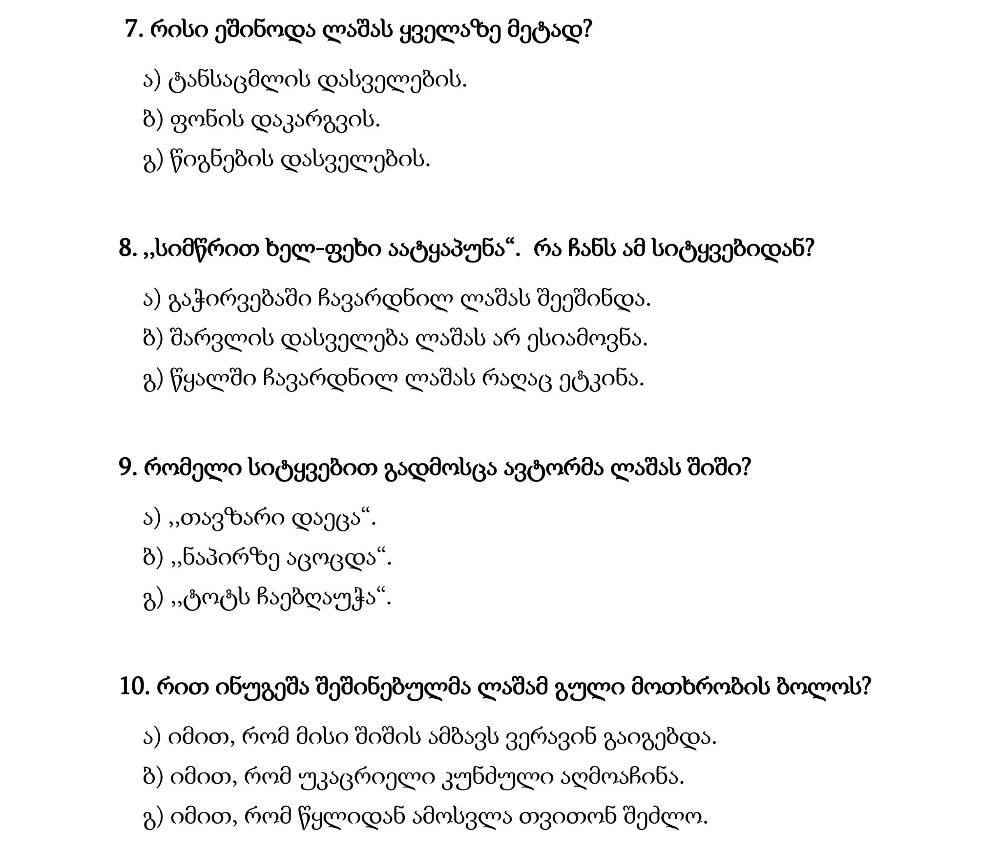 7. რისი ეშინოდა ლაშას ყველაზე მეტად?
ა) ტანსაცმლის დასველების.
ბ) ფონის დაკარგვის.
გ) წიგნების დასველების.
8. ,,სიმწრით ხელ-ფეხი აატყაპუნა“. რა ჩანს ამ სიტყვებიდან?
ა) გაჭირვებაში ჩავარდნილ ლაშას შეეშინდა.
ბ) შარვლის დასველება ლაშას არ ესიამოვნა.
გ) წყალში ჩავარდნილ ლაშას რაღაც ეტკინა.
9. რომელი სიტყვებით გადმოსცა ავტორმა ლაშას შიში?
ა) ,,თავზარი დაეცა“.
ბ) ,,ნაპირზე აცოცდა“.
გ) ,,ტოტს ჩაებღაუჭა“.
10. რით ინუგეშა შეშინებულმა ლაშამ გული მოთხრობის ბოლოს?
ა) იმით, რომ მისი შიშის ამბავს ვერავინ გაიგებდა.
ბ) იმით, რომ უკაცრიელი კუნძული აღმოაჩინა.
გ) იმით, რომ წყლიდან ამოსვლა თვითონ შეძლო.